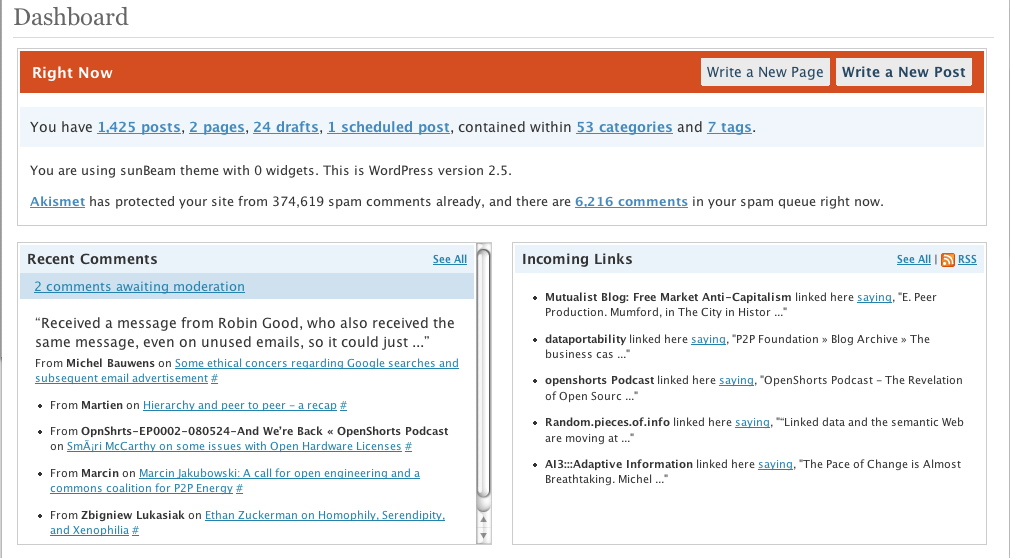 Dashboard
Right Now
Write a New Page
Write a New Post
You have 1,425 posts, 2 pages, 24 drafts, 1 scheduled post, contained within 53 categories and 7 tags.
You are using sunBeam theme with 0 widgets. This is WordPress version 2.5.
Akismet has protected your site from 374,619 spam comments already, and there are 6,216 comments in your spam queue right now.
Recent Comments
See All
2 comments awaiting moderation
“Received a message from Robin Good, who also received the
same message, even on unused emails, so it could just ...”
From Michel Bauwens on Some ethical concers regarding Google searches and
subsequent email advertisement #
• From Martien on Hierarchy and peer to peer – a recap #
• From OpnShrts-EP0002-080524-And We're Back « OpenShorts Podcast
on SmÃ¡ri McCarthy on some issues with Open Hardware Licenses #
• From Marcin on Marcin Jakubowski: A call for open engineering and a
commons coalition for P2P Energy #
• From Zbigniew Lukasiak on Ethan Zuckerman on Homophily, Serendipity,
and Xenophilia #
Incoming Links
See All | RSS
• Mutualist Blog: Free Market Anti-Capitalism linked here saying, "E. Peer
Production. Mumford, in The City in Histor ..."
• dataportability linked here saying, "P2P Foundation » Blog Archive » The
business cas ..."
• openshorts Podcast linked here saying, "OpenShorts Podcast – The Revelation
of Open Sourc ..."
• Random.pieces.of.info linked here saying, "“Linked data and the semantic Web
are moving at ..."
• AI3:::Adaptive Information linked here saying, "The Pace of Change is Almost
Breathtaking. Michel ..."